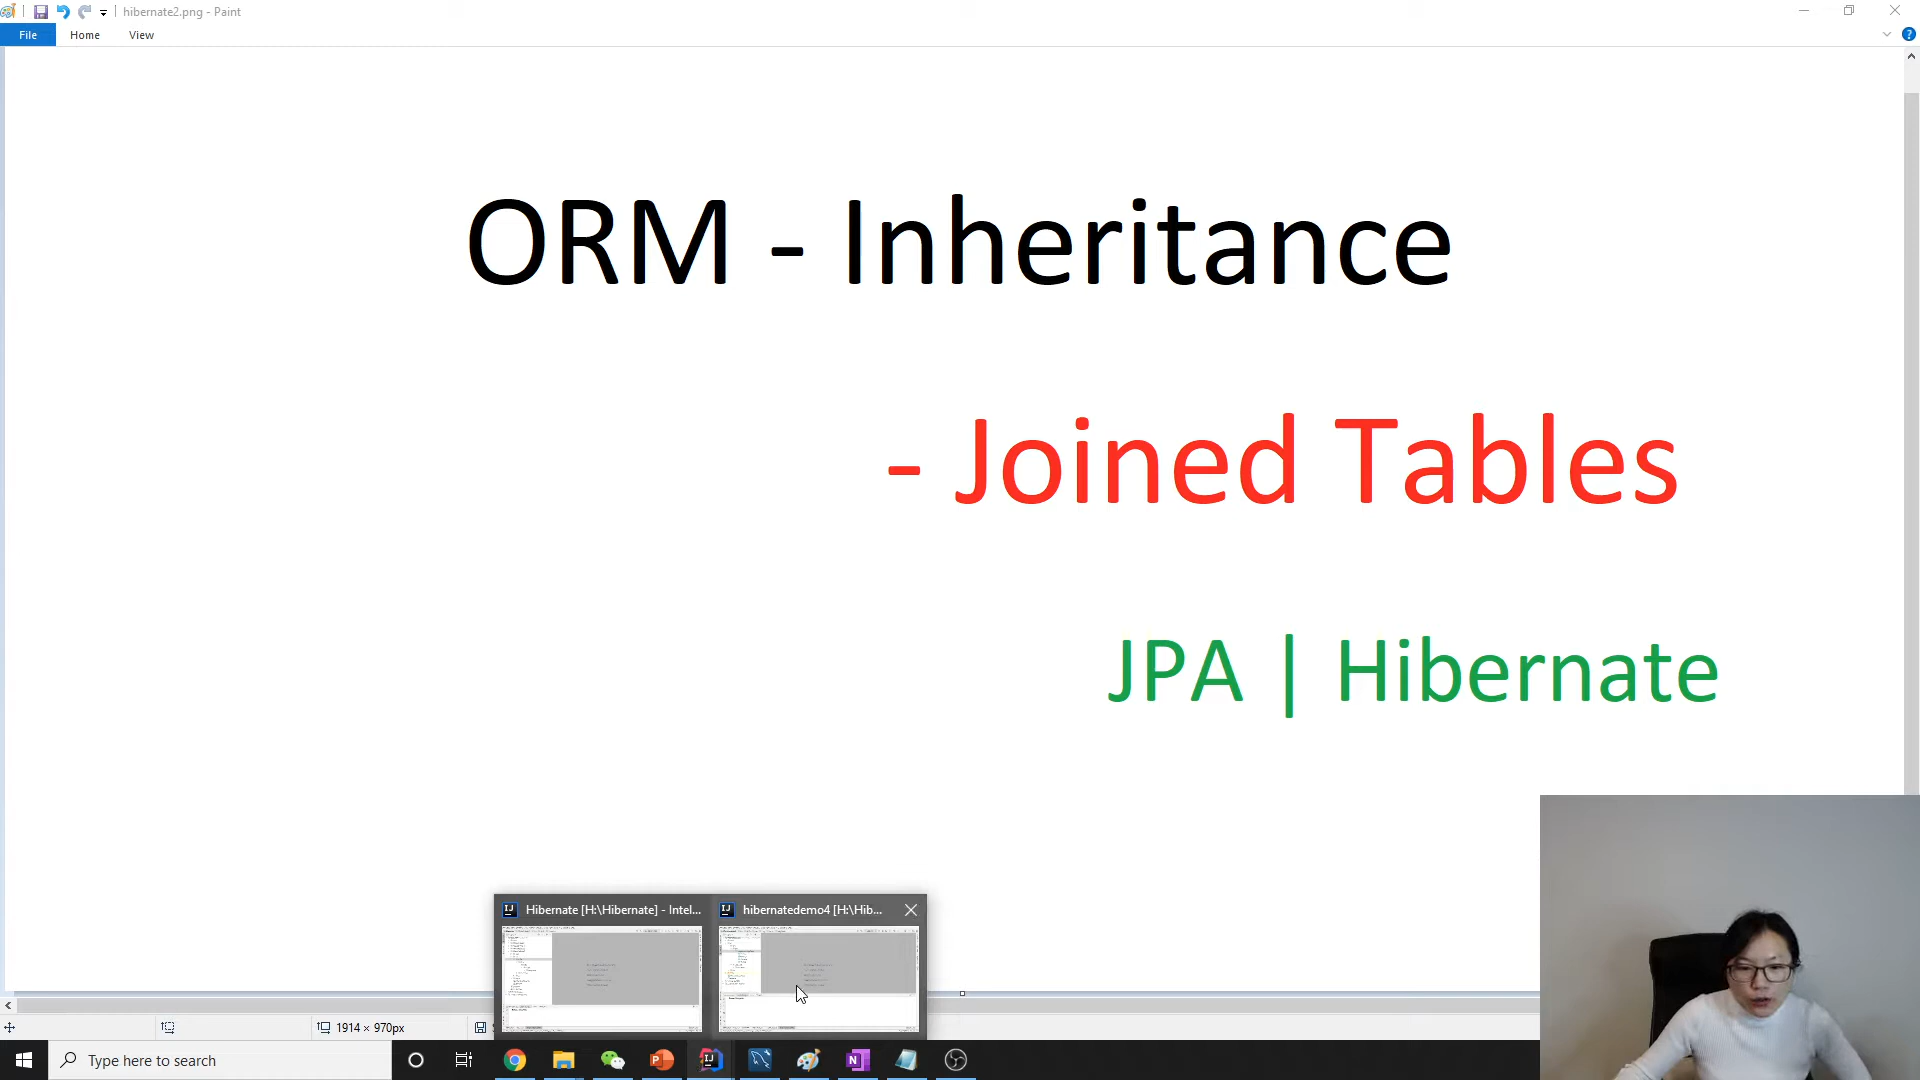 hibernate2.png - Paint
File Home View
ORM - Inheritance
- Joined Tables
JPA | Hibernate
Hibernate [H:\Hibernate] - Intel...
hibernatedemo4 [H:\Hib...
1914 × 970px
Type here to search